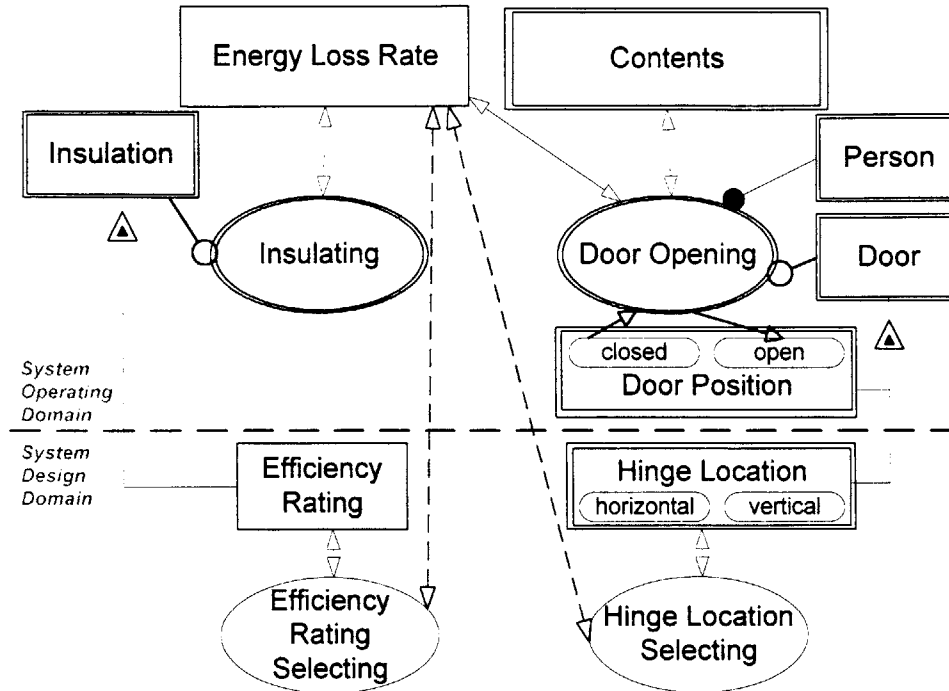 Energy Loss Rate
Contents
Insulation
Person
Insulating
Door Opening
Door
closed
open
Door Position
System
Operating
Domain
System
Design
Domain
Efficiency
Rating
Hinge Location
horizontal
vertical
Efficiency
Rating
Selecting
Hinge Location
Selecting